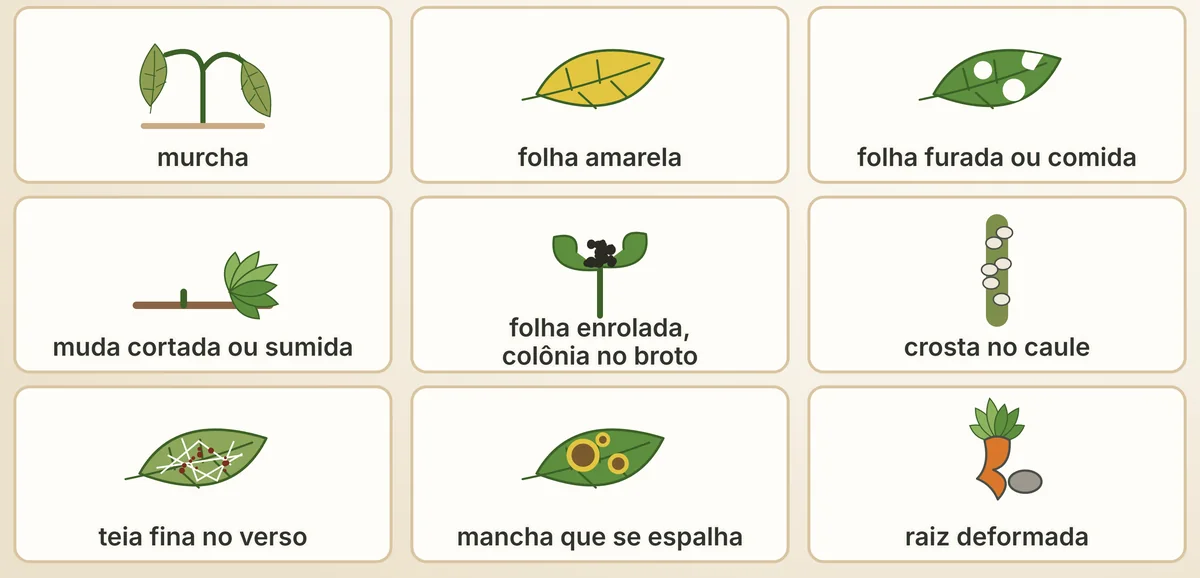 murcha
folha amarela
folha furada ou comida
muda cortada ou sumida
folha enrolada,
colônia no broto
crosta no caule
teia fina no verso
mancha que se espalha
raiz deformada